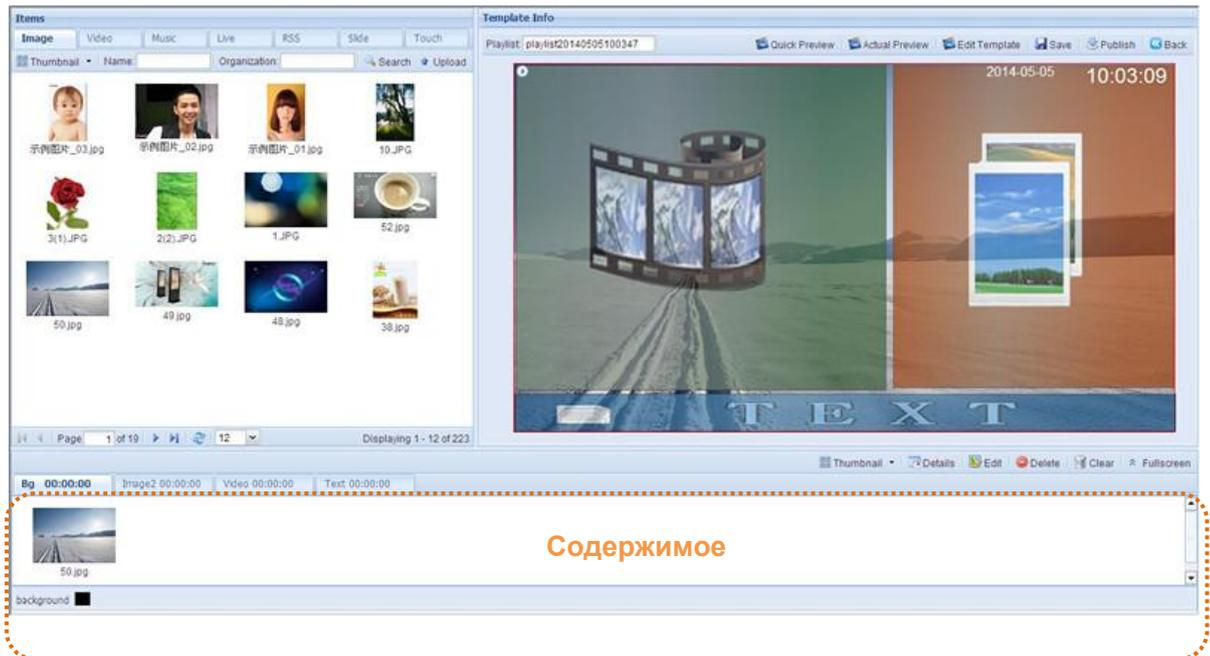 Items
Image Video Music Live RSS Slide Touch
Thumbnail Name: Organization: Search Upload
示例图片_03.jpg 示例图片_02.jpg 示例图片_01.jpg 10.JPG
3(1).JPG 2(2).JPG 1.JPG 52.jpg
50.jpg 49.jpg 48.jpg 38.jpg
Page 1 of 19 12 Displaying 1 - 12 of 223
Template Info
Playlist: playlist20140505100347 Quick Preview Actual Preview Edit Template Save Publish Back
2014-05-05 10:03:09
TEXT
Thumbnail Details Edit Delete Clear Fullscreen
Bg 00:00:00 Image2 00:00:00 Video 00:00:00 Text 00:00:00
Содержимое
50.jpg
background